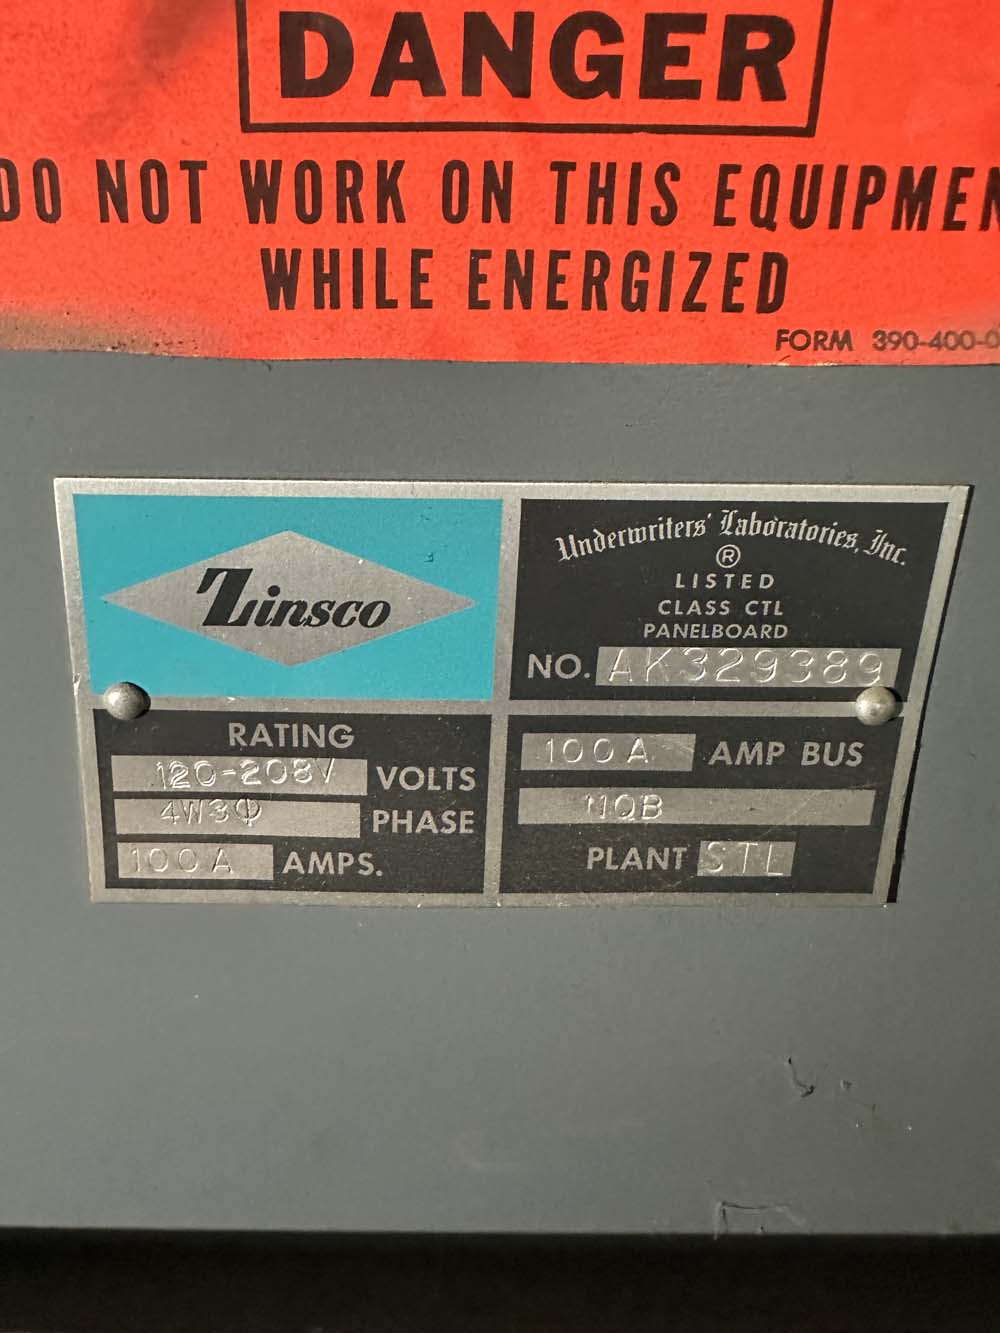 DANGER
DO NOT WORK ON THIS EQUIPMEN
WHILE ENERGIZED
FORM 390-400-0
Zinsco
Underwriters' Laboratories, Inc.
®
LISTED
CLASS CTL
PANELBOARD
NO. AK329389
RATING
120-208V VOLTS
4W3Φ PHASE
100A AMPS.
100A AMP BUS
NQB
PLANT STL